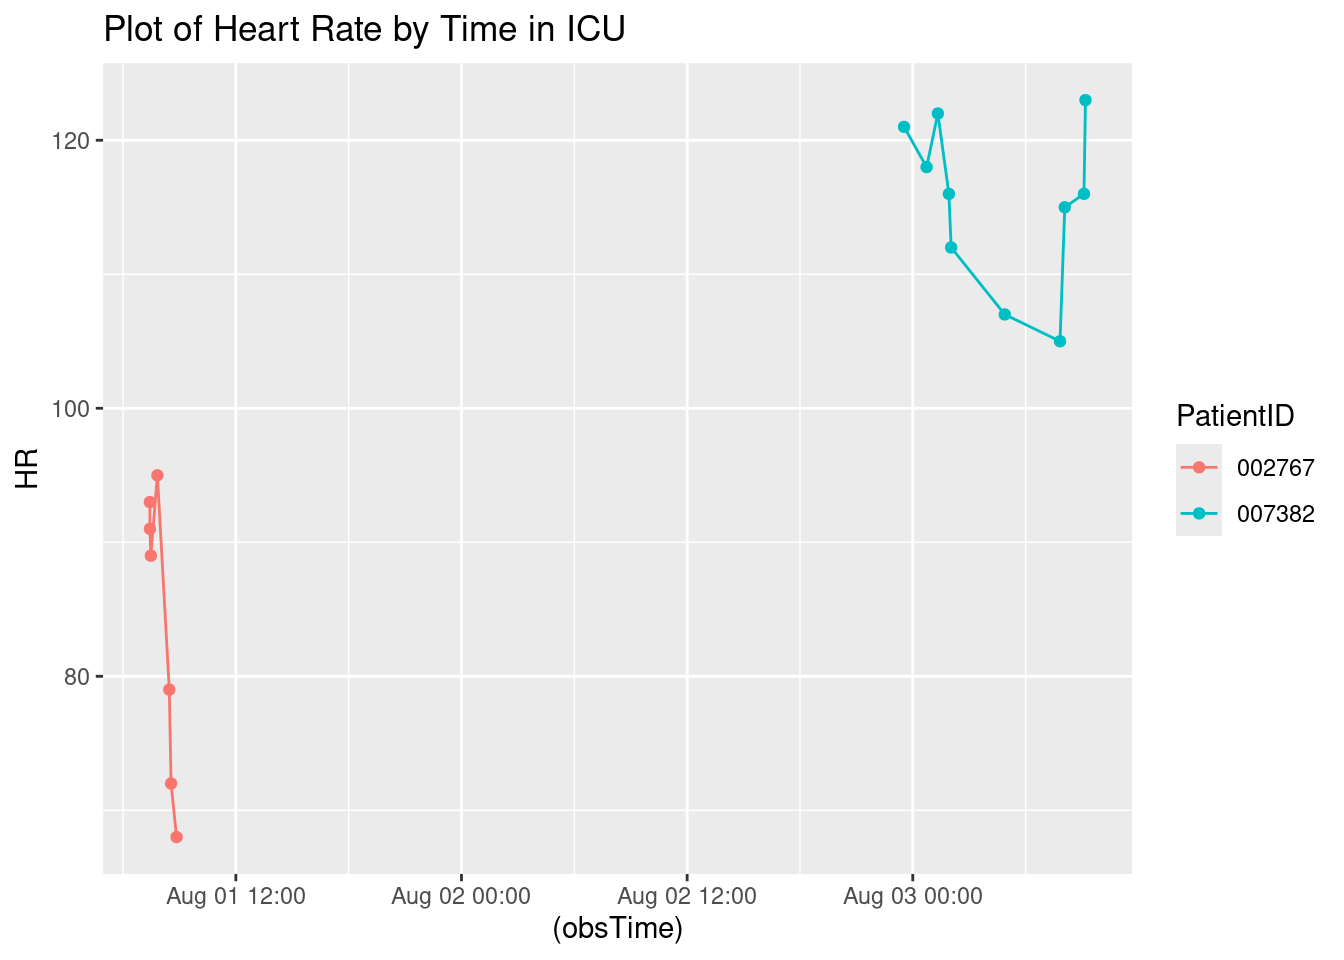 Plot of Heart Rate by Time in ICU
120
100
80
HR
Aug 01 12:00
Aug 02 00:00
Aug 02 12:00
Aug 03 00:00
(obsTime)
PatientID
002767
007382